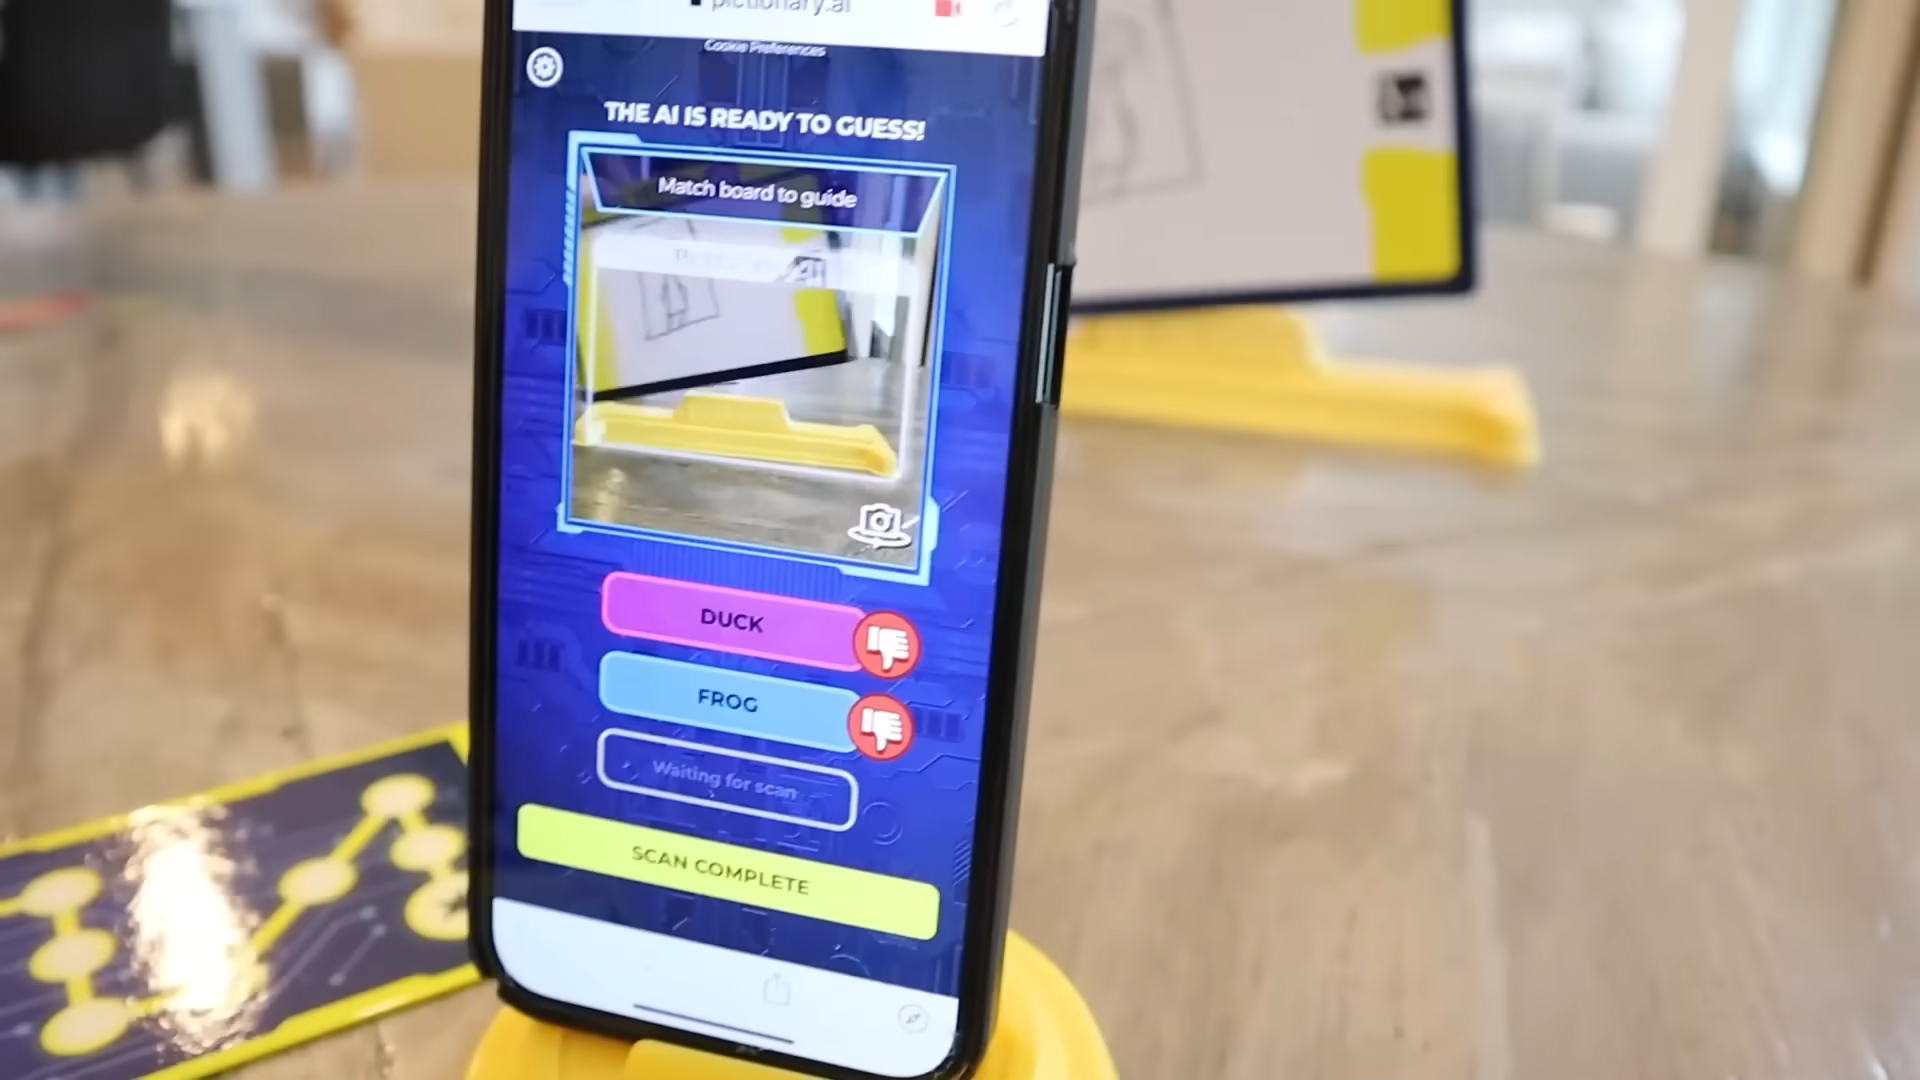 pictionary.ai
Cookie Preferences
THE AI IS READY TO GUESS!
Match board to guide
DUCK
FROG
Waiting for scan
SCAN COMPLETE